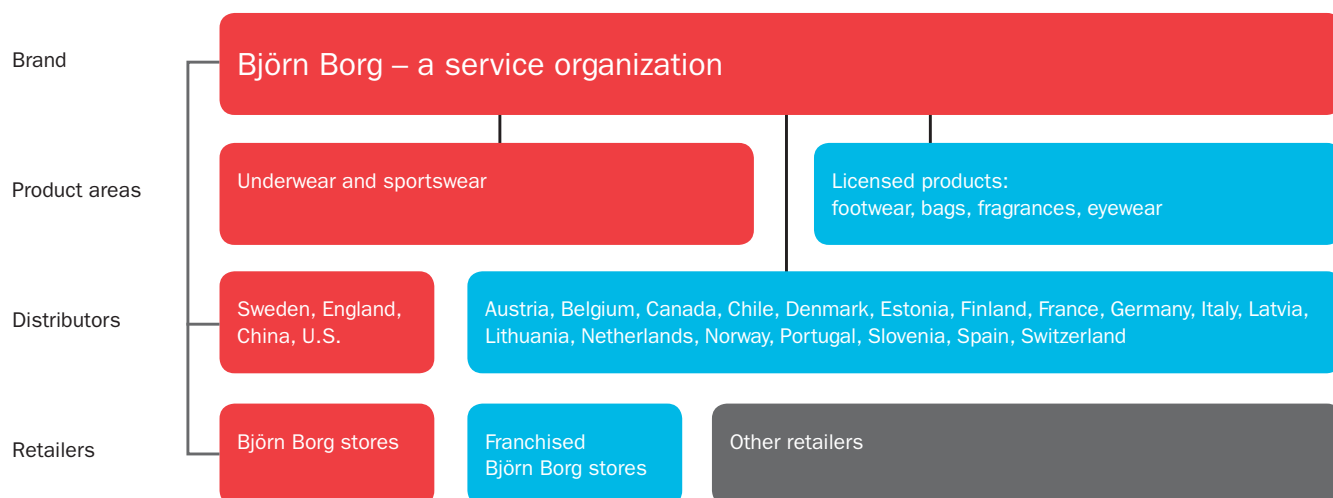 Brand
Björn Borg – a service organization
Product areas
Underwear and sportswear
Licensed products:
footwear, bags, fragrances, eyewear
Distributors
Sweden, England,
China, U.S.
Austria, Belgium, Canada, Chile, Denmark, Estonia, Finland, France, Germany, Italy, Latvia,
Lithuania, Netherlands, Norway, Portugal, Slovenia, Spain, Switzerland
Retailers
Björn Borg stores
Franchised
Björn Borg stores
Other retailers